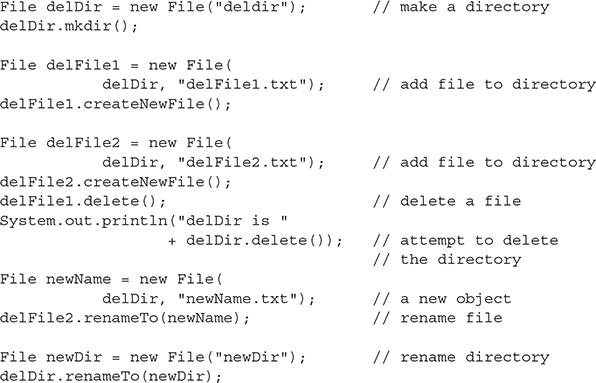 File delDir = new File("deldir");        // make a directory
delDir.mkdir();
File delFile1 = new File(
          delDir, "delFile1.txt");     // add file to directory
delFile1.createNewFile();
File delFile2 = new File(
          delDir, "delFile2.txt");     // add file to directory
delFile2.createNewFile();
delFile1.delete();                     // delete a file
System.out.println("delDir is "
                 + delDir.delete());   // attempt to delete
                                       // the directory
File newName = new File(
          delDir, "newName.txt");      // a new object
delFile2.renameTo(newName);            // rename file
File newDir = new File("newDir");      // rename directory
delDir.renameTo(newDir);